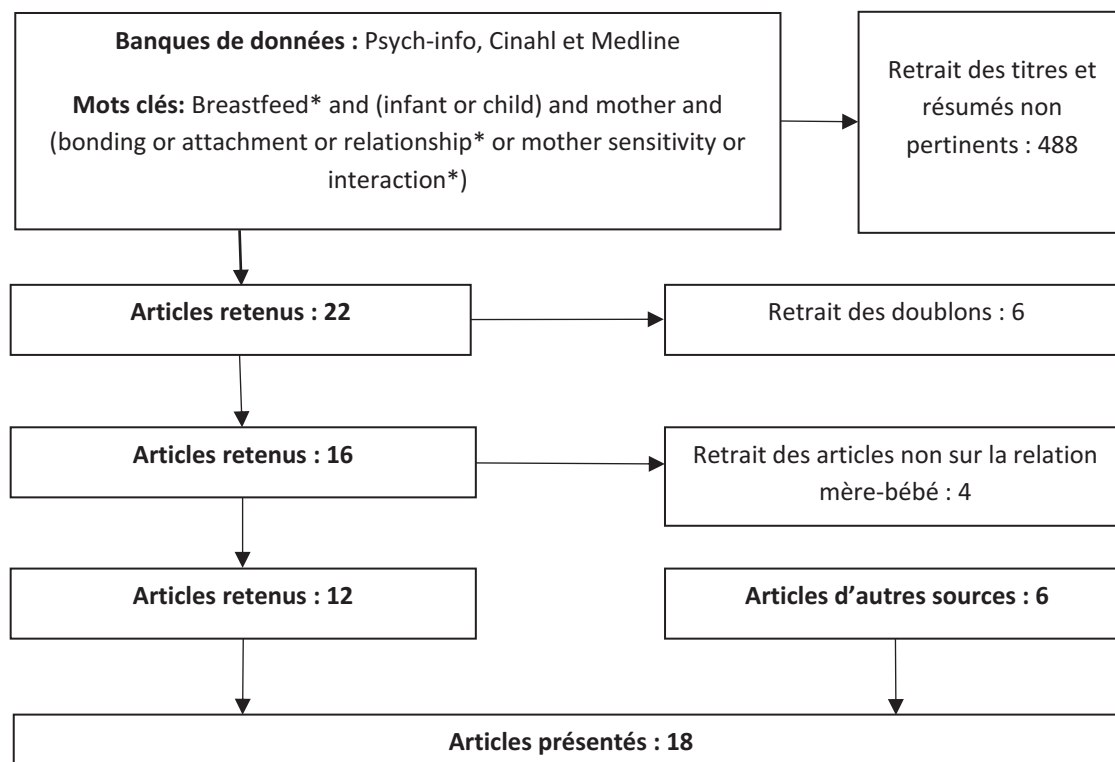 Banques de données : Psych-info, Cinahl et Medline
Mots clés: Breastfeed* and (infant or child) and mother and
(bonding or attachment or relationship* or mother sensitivity or
interaction*)
Retrait des titres et
résumés non
pertinents : 488
Articles retenus : 22
Retrait des doublons : 6
Articles retenus : 16
Retrait des articles non sur la relation
mère-bébé : 4
Articles retenus : 12
Articles d’autres sources : 6
Articles présentés : 18